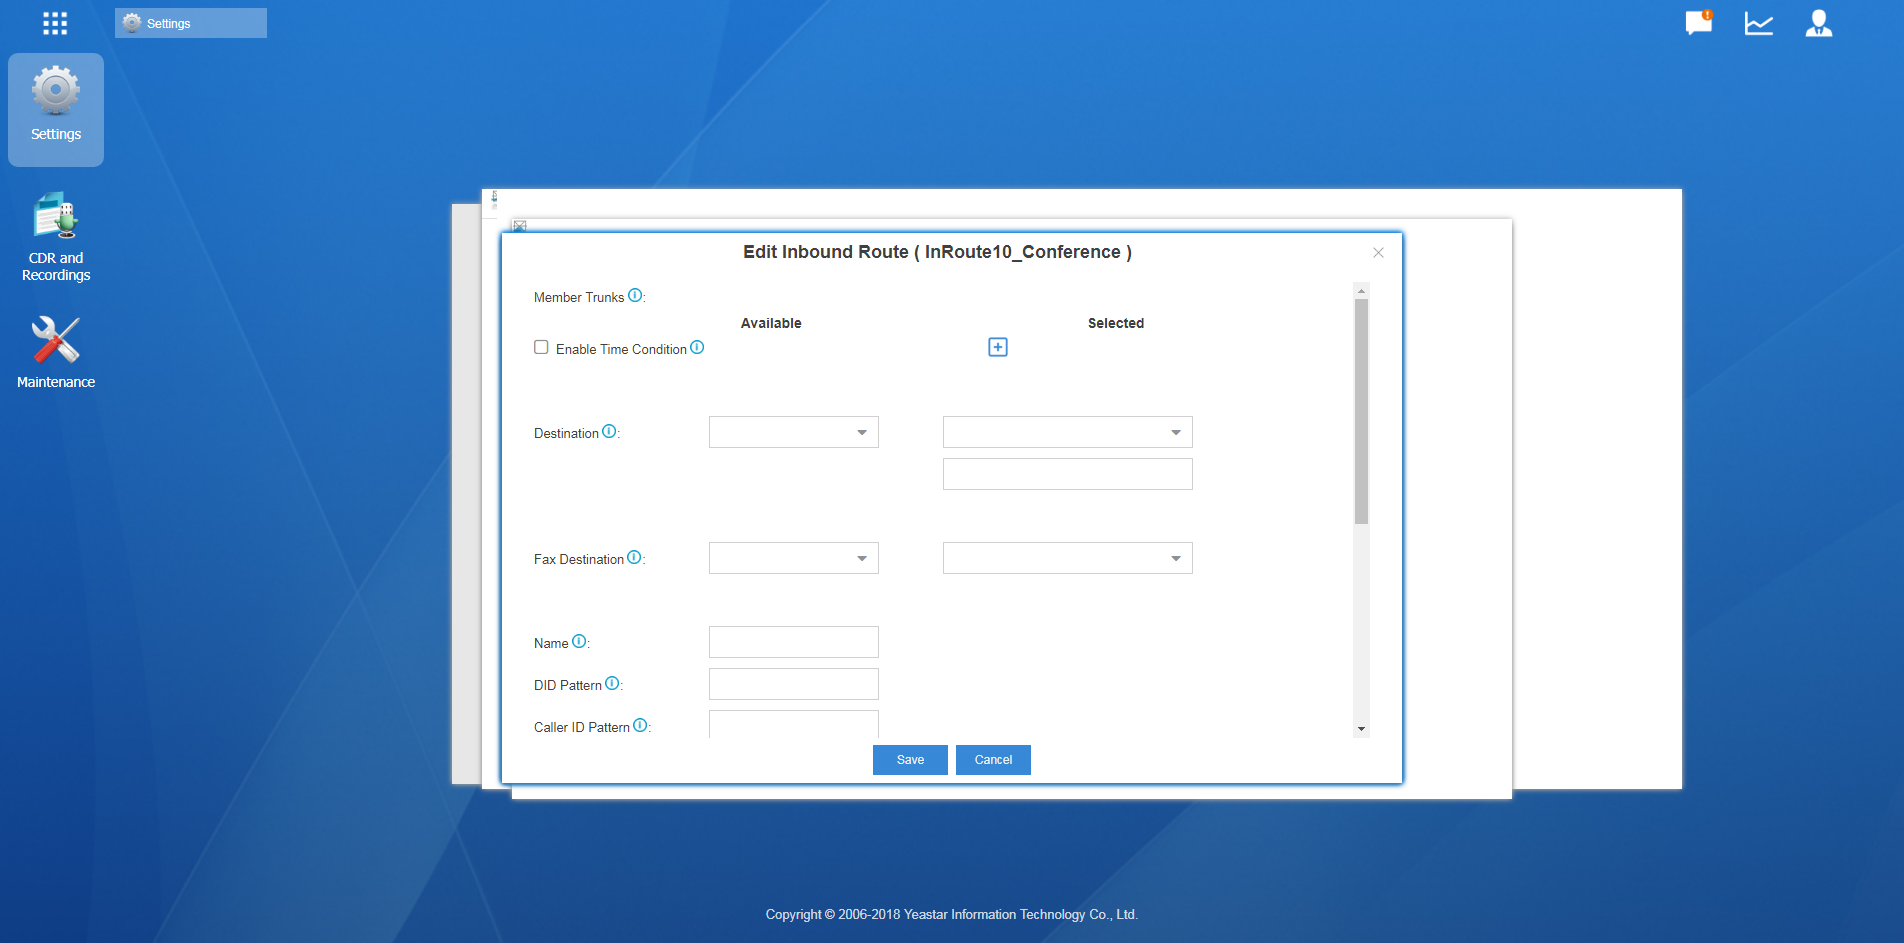 Settings
Settings
CDR and
Recordings
Maintenance
Edit Inbound Route ( InRoute10_Conference )
Member Trunks :
Available Selected
Enable Time Condition
Destination :
Fax Destination :
Name :
DID Pattern :
Caller ID Pattern :
Save Cancel
Copyright © 2006-2018 Yeastar Information Technology Co., Ltd.